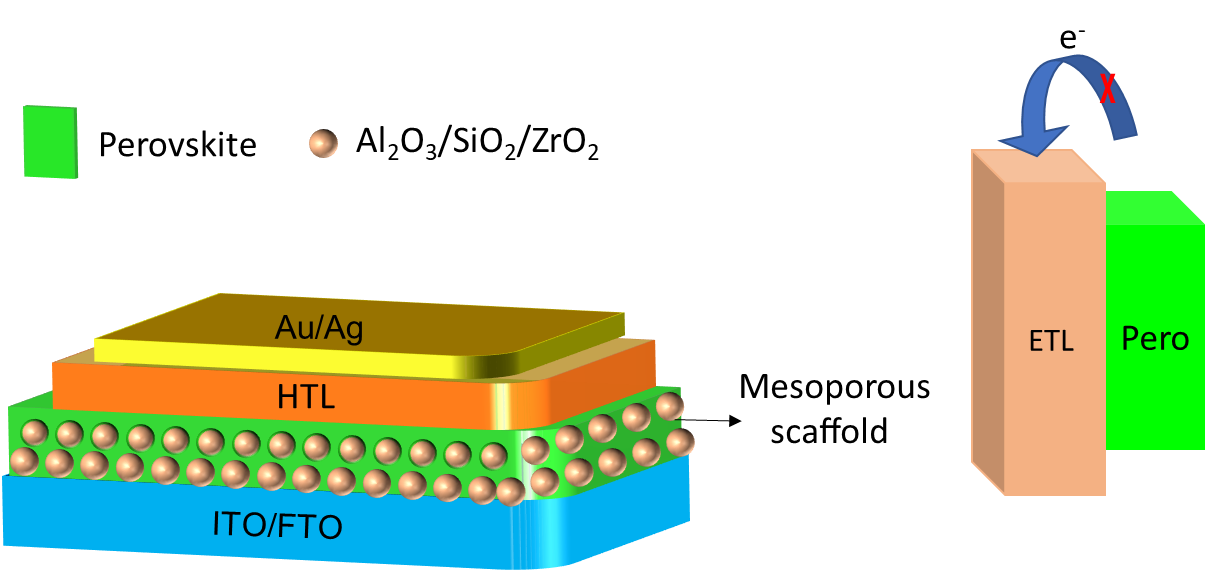 e⁻
X
Perovskite
Al₂O₃/SiO₂/ZrO₂
Au/Ag
HTL
Mesoporous
scaffold
ITO/FTO
ETL
Pero